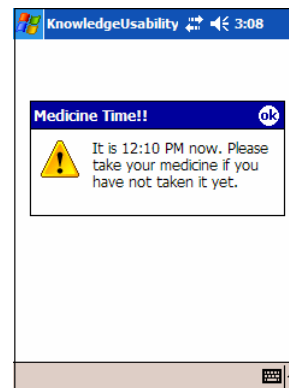 KnowledgeUsability 3:08
Medicine Time!! ok
It is 12:10 PM now. Please
take your medicine if you
have not taken it yet.